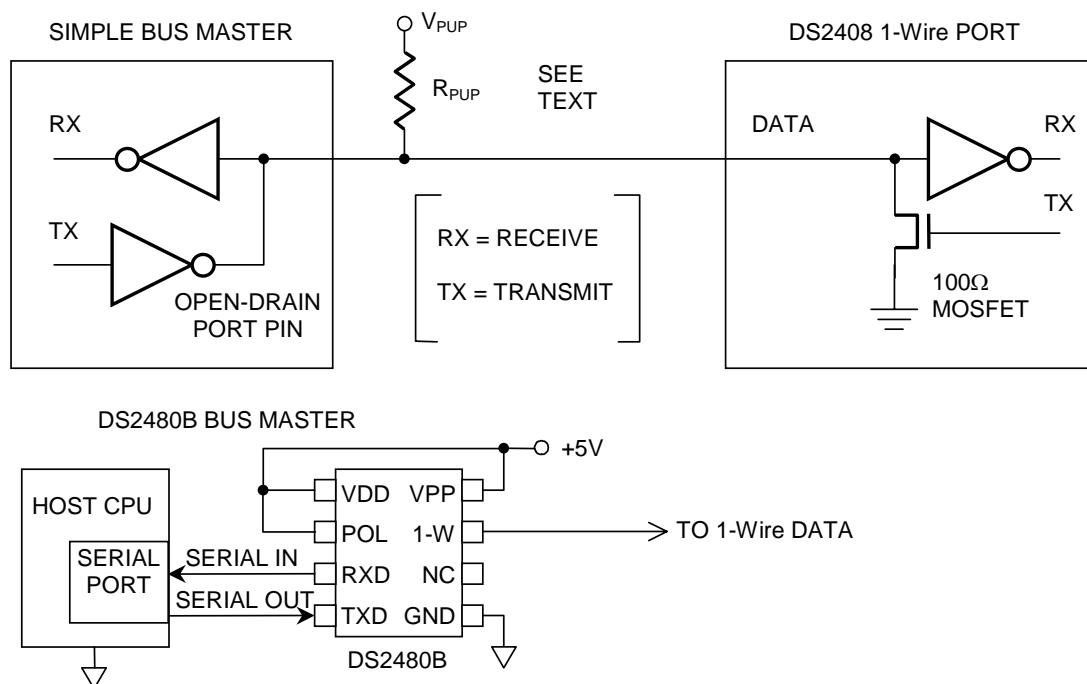 SIMPLE BUS MASTER
V_PUP
DS2408 1-Wire PORT
R_PUP
SEE
TEXT
RX
DATA
RX
TX
TX
RX = RECEIVE
TX = TRANSMIT
OPEN-DRAIN
PORT PIN
100Ω
MOSFET
DS2480B BUS MASTER
+5V
HOST CPU
VDD
VPP
POL
1-W
TO 1-Wire DATA
SERIAL
PORT
SERIAL IN
RXD
NC
SERIAL OUT
TXD
GND
DS2480B